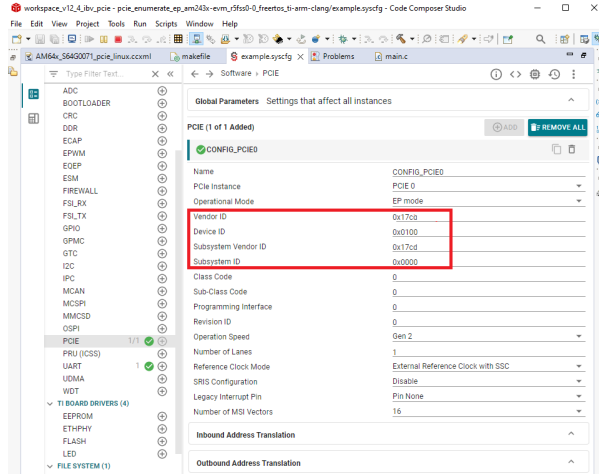 workspace_v12_4_ibv_pcie - pcie_enumerate_ep_am243x-evm_r5fss0-0_freertos_ti-arm-clang/example.syscfg - Code Composer Studio
File Edit View Project Tools Run Scripts Window Help
AM64x_S64G0071_pcie_linux.ccxml makefile example.syscfg Problems main.c
Type Filter Text... Software › PCIE
ADC
BOOTLOADER
CRC
DDR
ECAP
EPWM
EQEP
ESM
FIREWALL
FSI_RX
FSI_TX
GPIO
GPMC
GTC
I2C
IPC
MCAN
MCSPI
MMCSD
OSPI
PCIE 1/1
PRU (ICSS)
UART 1
UDMA
WDT
TI BOARD DRIVERS (4)
EEPROM
ETHPHY
FLASH
LED
FILE SYSTEM (1)
Global Parameters Settings that affect all instances
PCIE (1 of 1 Added) ADD REMOVE ALL
CONFIG_PCIE0
Name CONFIG_PCIE0
PCIe Instance PCIE 0
Operational Mode EP mode
Vendor ID 0x17cd
Device ID 0x0100
Subsystem Vendor ID 0x17cd
Subsystem ID 0x0000
Class Code 0
Sub-Class Code 0
Programming Interface 0
Revision ID 0
Operation Speed Gen 2
Number of Lanes 1
Reference Clock Mode External Reference Clock with SSC
SRIS Configuration Disable
Legacy Interrupt Pin Pin None
Number of MSI Vectors 16
Inbound Address Translation
Outbound Address Translation